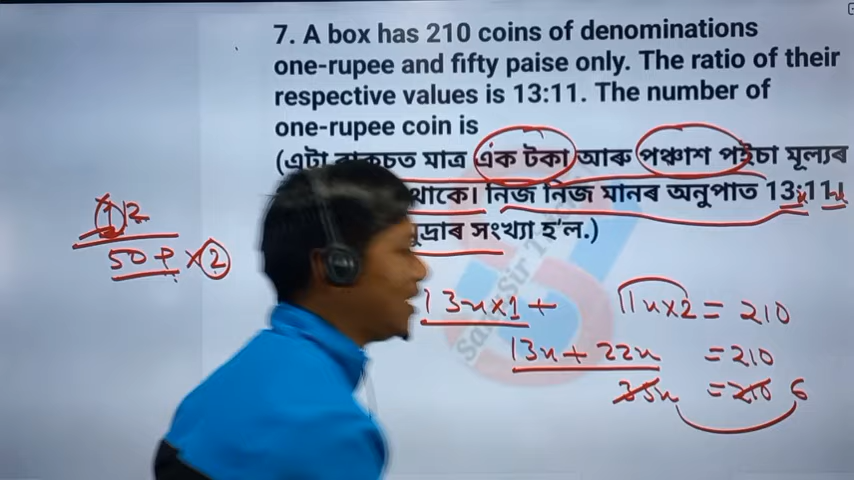 7. A box has 210 coins of denominations
one-rupee and fifty paise only. The ratio of their
respective values is 13:11. The number of
one-rupee coin is
(এটা বাকচত মাত্ৰ এক টকা আৰু পঞ্চাশ পইচা মূল্যৰ
থাকে। নিজ নিজ মানৰ অনুপাত 13:11।
সংখ্যা হ'ল.)
50 P × 2
13x×1 + 11x×2 = 210
13x + 22x = 210
35x = 210 6